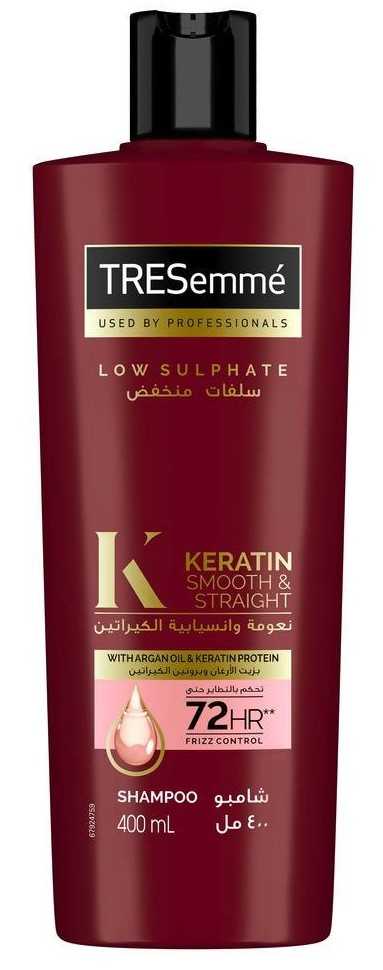 TRESemmé
USED BY PROFESSIONALS
LOW SULPHATE
سلفات منخفض
K
KERATIN
SMOOTH &
STRAIGHT
نعومة وانسيابية الكيراتين
WITH ARGAN OIL & KERATIN PROTEIN
بزيت الأرغان وبروتين الكيراتين
تحكم بالتطاير حتى
72HR**
FRIZZ CONTROL
SHAMPOO شامبو
400 mL ٤٠٠ مل
67924759